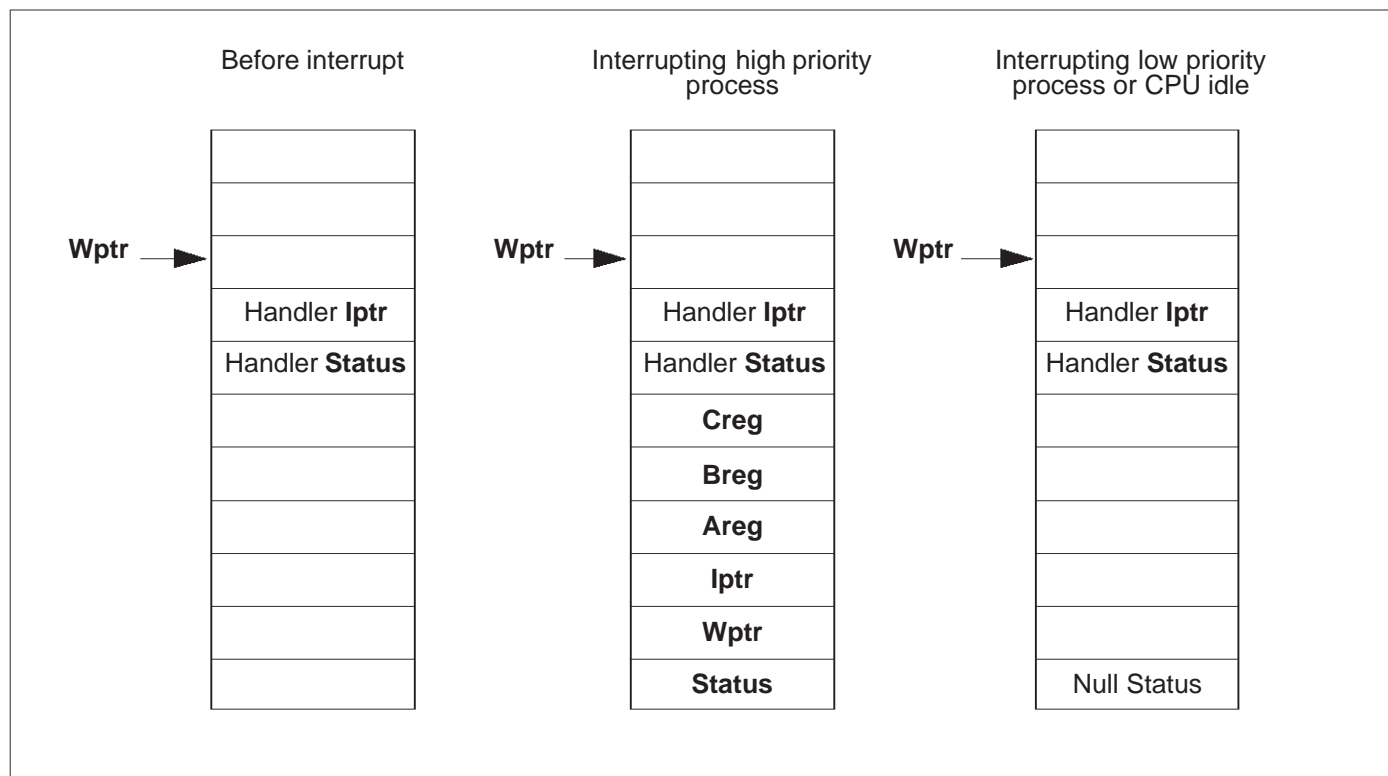 Before interrupt
Interrupting high priority
process
Interrupting low priority
process or CPU idle
Wptr
Wptr
Wptr
Handler Iptr
Handler Iptr
Handler Iptr
Handler Status
Handler Status
Handler Status
Creg
Breg
Areg
Iptr
Wptr
Status
Null Status